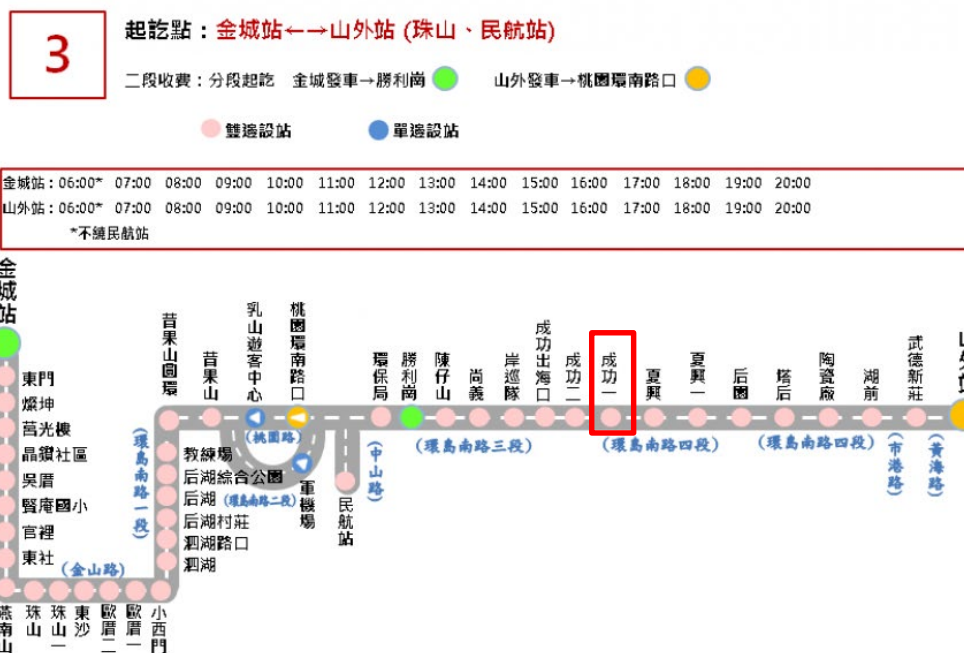 3
起訖點：金城站←→山外站 (珠山、民航站)
二段收費：分段起訖 金城發車→勝利崗 山外發車→桃園環南路口
雙邊設站 單邊設站
金城站：06:00* 07:00 08:00 09:00 10:00 11:00 12:00 13:00 14:00 15:00 16:00 17:00 18:00 19:00 20:00
山外站：06:00* 07:00 08:00 09:00 10:00 11:00 12:00 13:00 14:00 15:00 16:00 17:00 18:00 19:00 20:00
*不繞民航站
金城站
東門
燦坤
莒光樓
晶鑽社區
吳厝
賢庵國小
官裡
東社
燕南山
(金山路)
珠山
珠山一
東沙
歐厝二
歐厝一
小西門
(環島南路一段)
泗湖
泗湖路口
后湖村莊
后湖
后湖綜合公園
教練場
昔果山圓環
昔果山
乳山遊客中心
桃園環南路口
(桃園路)
(環島南路二段)
軍機場
民航站
環保局
(中山路)
勝利崗
陳仔山
尚義
岸巡隊
成功出海口
成功二
(環島南路三段)
成功一
夏興
夏興一
(環島南路四段)
后園
塔后
陶瓷廠
湖前
(環島南路四段)
武德新莊
(市港路)
(黃海路)
山外站